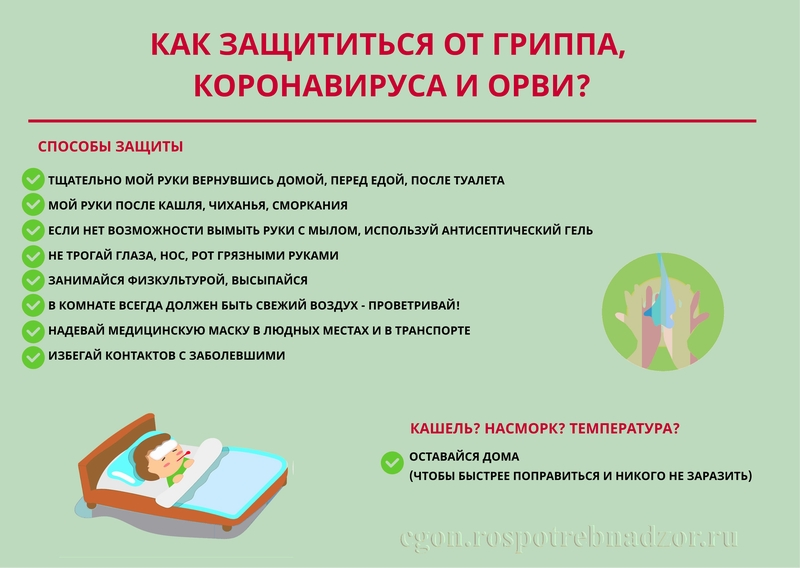 КАК ЗАЩИТИТЬСЯ ОТ ГРИППА,
КОРОНАВИРУСА И ОРВИ?
СПОСОБЫ ЗАЩИТЫ
ТЩАТЕЛЬНО МОЙ РУКИ ВЕРНУВШИСЬ ДОМОЙ, ПЕРЕД ЕДОЙ, ПОСЛЕ ТУАЛЕТА
МОЙ РУКИ ПОСЛЕ КАШЛЯ, ЧИХАНЬЯ, СМОРКАНИЯ
ЕСЛИ НЕТ ВОЗМОЖНОСТИ ВЫМЫТЬ РУКИ С МЫЛОМ, ИСПОЛЬЗУЙ АНТИСЕПТИЧЕСКИЙ ГЕЛЬ
НЕ ТРОГАЙ ГЛАЗА, НОС, РОТ ГРЯЗНЫМИ РУКАМИ
ЗАНИМАЙСЯ ФИЗКУЛЬТУРОЙ, ВЫСЫПАЙСЯ
В КОМНАТЕ ВСЕГДА ДОЛЖЕН БЫТЬ СВЕЖИЙ ВОЗДУХ - ПРОВЕТРИВАЙ!
НАДЕВАЙ МЕДИЦИНСКУЮ МАСКУ В ЛЮДНЫХ МЕСТАХ И В ТРАНСПОРТЕ
ИЗБЕГАЙ КОНТАКТОВ С ЗАБОЛЕВШИМИ
КАШЕЛЬ? НАСМОРК? ТЕМПЕРАТУРА?
ОСТАВАЙСЯ ДОМА
(ЧТОБЫ БЫСТРЕЕ ПОПРАВИТЬСЯ И НИКОГО НЕ ЗАРАЗИТЬ)
cgon.rospotrebnadzor.ru